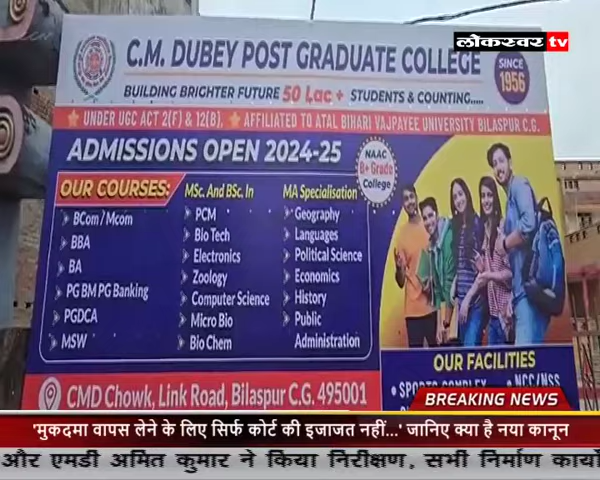 लोकस्वर tv
C.M. DUBEY POST GRADUATE COLLEGE
SINCE
1956
BUILDING BRIGHTER FUTURE 50 Lac + STUDENTS & COUNTING.....
UNDER UGC ACT 2(F) & 12(B), AFFILIATED TO ATAL BIHARI VAJPAYEE UNIVERSITY BILASPUR C.G.
ADMISSIONS OPEN 2024-25
NAAC
B+ Grade
College
OUR COURSES:
BCom/Mcom
BBA
BA
PG BM PG Banking
PGDCA
MSW
MSc. And BSc. In
PCM
Bio Tech
Electronics
Zoology
Computer Science
Micro Bio
Bio Chem
MA Specialisation
Geography
Languages
Political Science
Economics
History
Public
Administration
OUR FACILITIES
• SPORTS COMPLEX • NCC/NSS
CMD Chowk, Link Road, Bilaspur C.G. 495001
BREAKING NEWS
'मुकदमा वापस लेने के लिए सिर्फ कोर्ट की इजाजत नहीं...' जानिए क्या है नया कानून
और एमडी अमित कुमार ने किया निरीक्षण, सभी निर्माण कार्यो